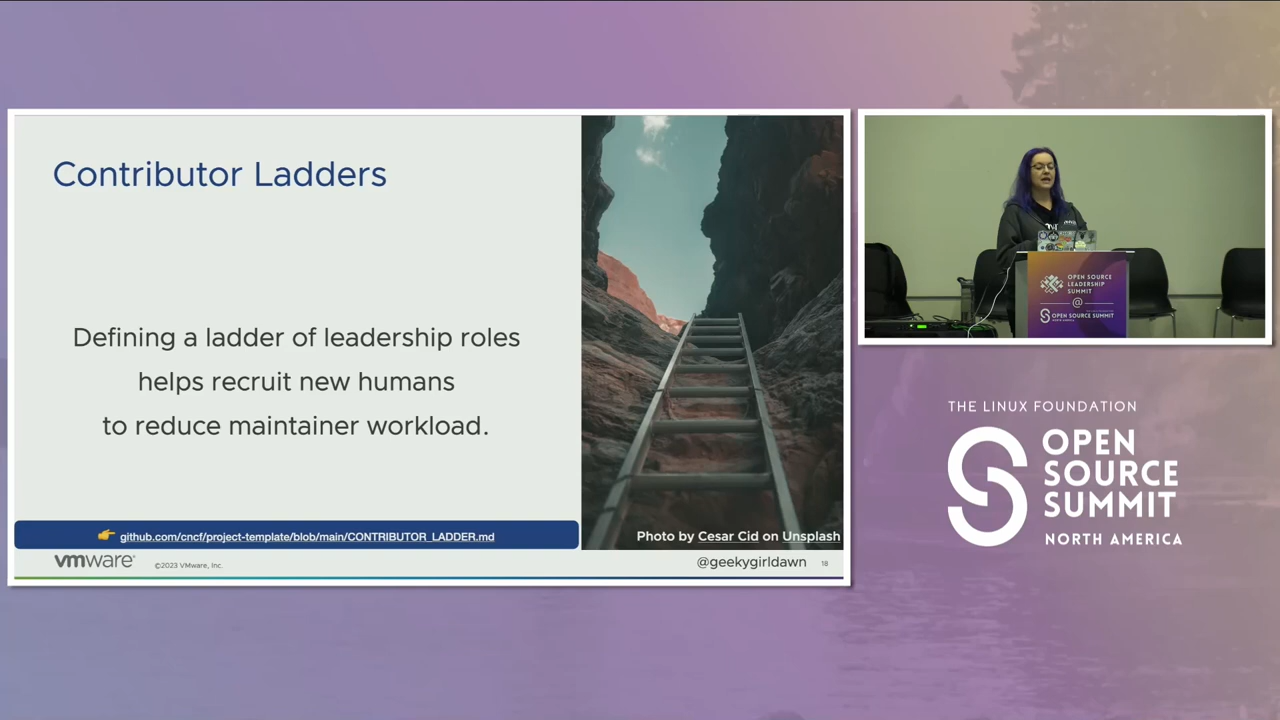 Contributor Ladders
Defining a ladder of leadership roles
helps recruit new humans
to reduce maintainer workload.
👉 github.com/cncf/project-template/blob/main/CONTRIBUTOR_LADDER.md
Photo by Cesar Cid on Unsplash
vmware®
©2023 VMware, Inc.
@geekygirldawn
18
OPEN SOURCE
LEADERSHIP
SUMMIT
@
OPEN SOURCE SUMMIT
THE LINUX FOUNDATION
OPEN
SOURCE
SUMMIT
NORTH AMERICA